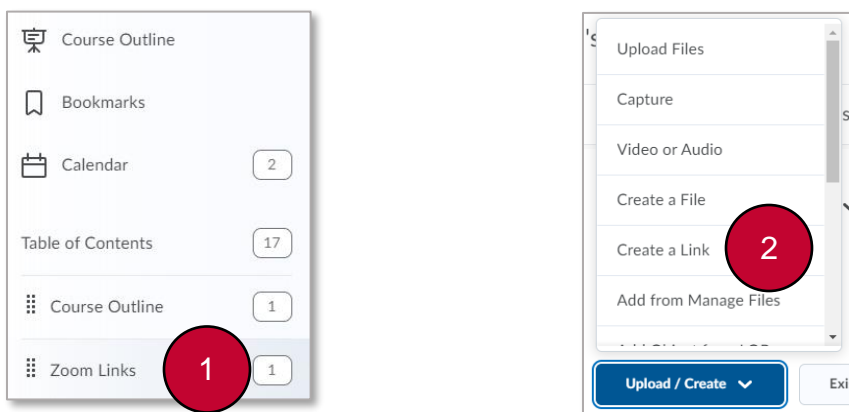 Course Outline
Bookmarks
Calendar 2
Table of Contents 17
Course Outline 1
Zoom Links 1 1
's
Upload Files
Capture
s
Video or Audio
Create a File
Create a Link 2
Add from Manage Files
Upload / Create
Exi